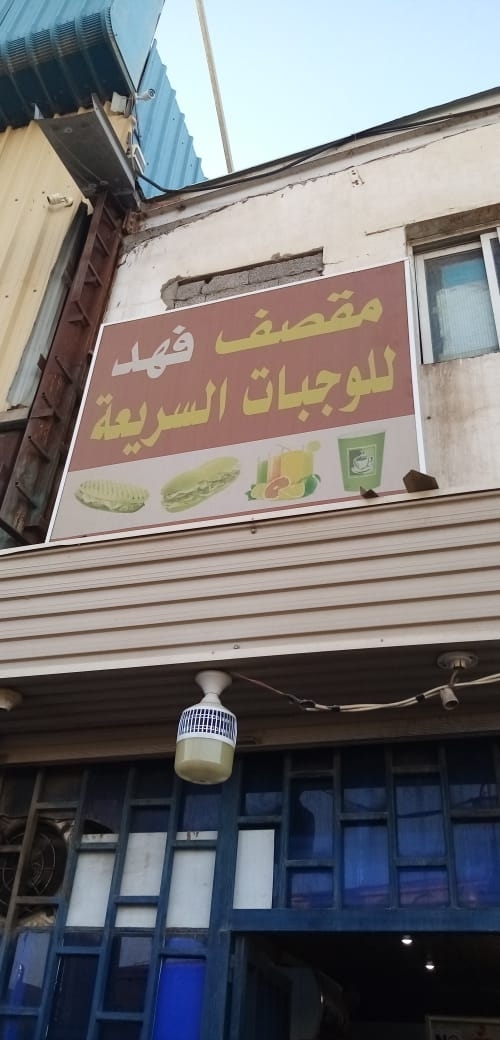 مقصف فهد
للوجبات السريعة